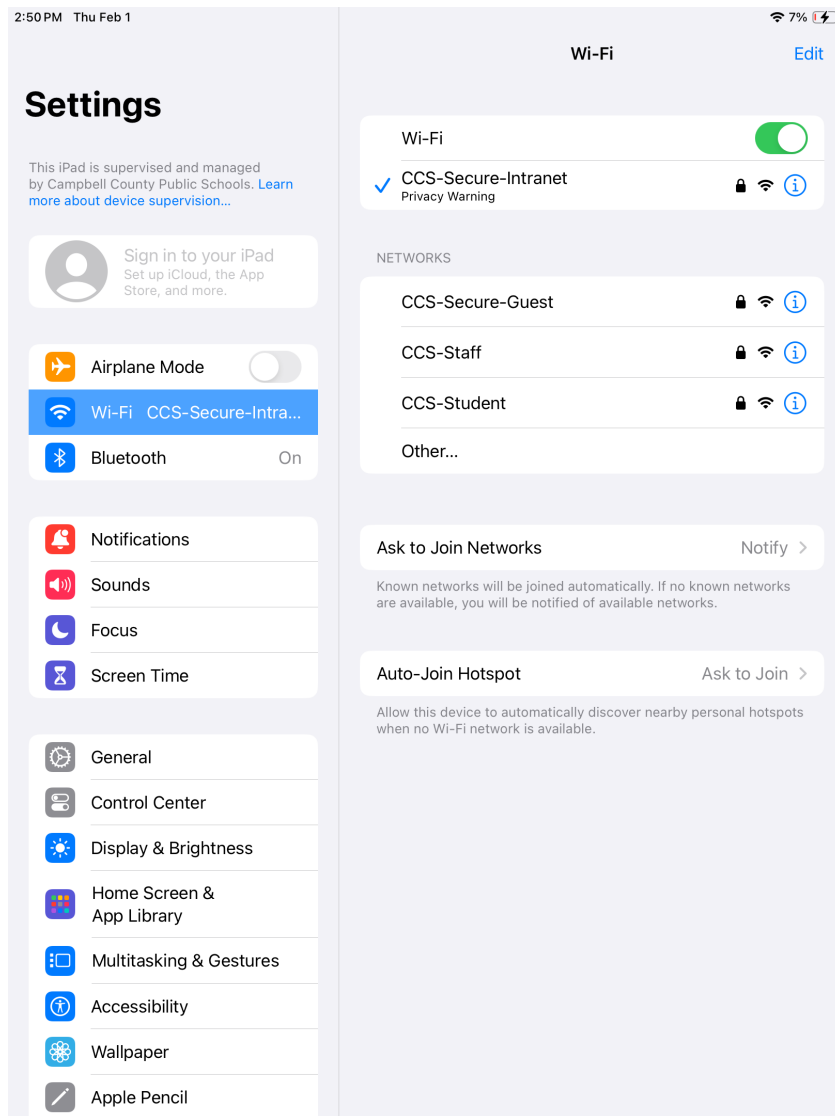 2:50 PM Thu Feb 1
7%
Settings
This iPad is supervised and managed
by Campbell County Public Schools. Learn
more about device supervision...
Sign in to your iPad
Set up iCloud, the App
Store, and more.
Airplane Mode
Wi-Fi CCS-Secure-Intra...
Bluetooth On
Notifications
Sounds
Focus
Screen Time
General
Control Center
Display & Brightness
Home Screen &
App Library
Multitasking & Gestures
Accessibility
Wallpaper
Apple Pencil
Wi-Fi Edit
Wi-Fi
CCS-Secure-Intranet
Privacy Warning
NETWORKS
CCS-Secure-Guest
CCS-Staff
CCS-Student
Other...
Ask to Join Networks Notify
Known networks will be joined automatically. If no known networks
are available, you will be notified of available networks.
Auto-Join Hotspot Ask to Join
Allow this device to automatically discover nearby personal hotspots
when no Wi-Fi network is available.